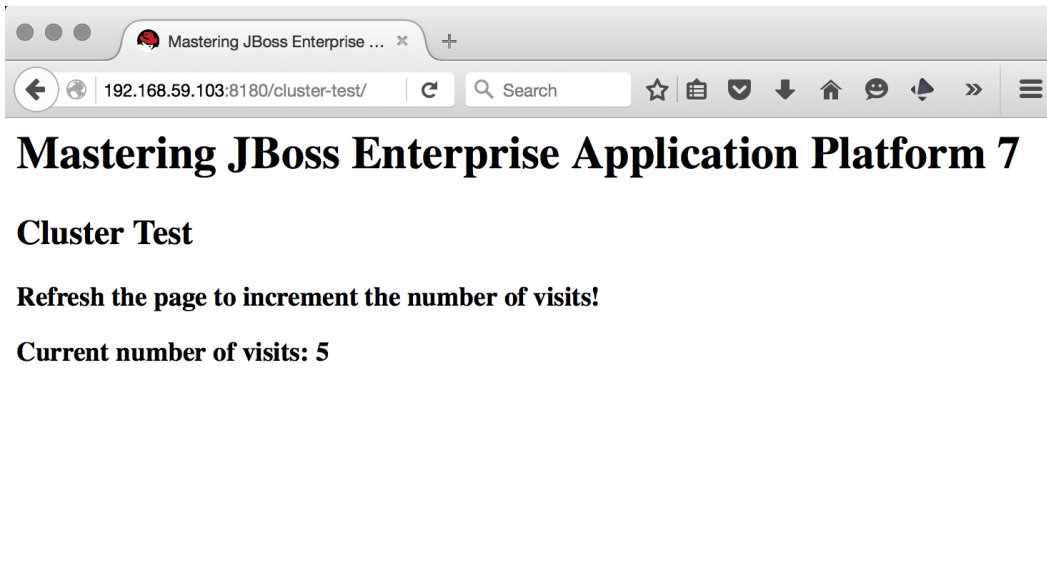 Mastering JBoss Enterprise ...
192.168.59.103:8180/cluster-test/
Search
Mastering JBoss Enterprise Application Platform 7
Cluster Test
Refresh the page to increment the number of visits!
Current number of visits: 5